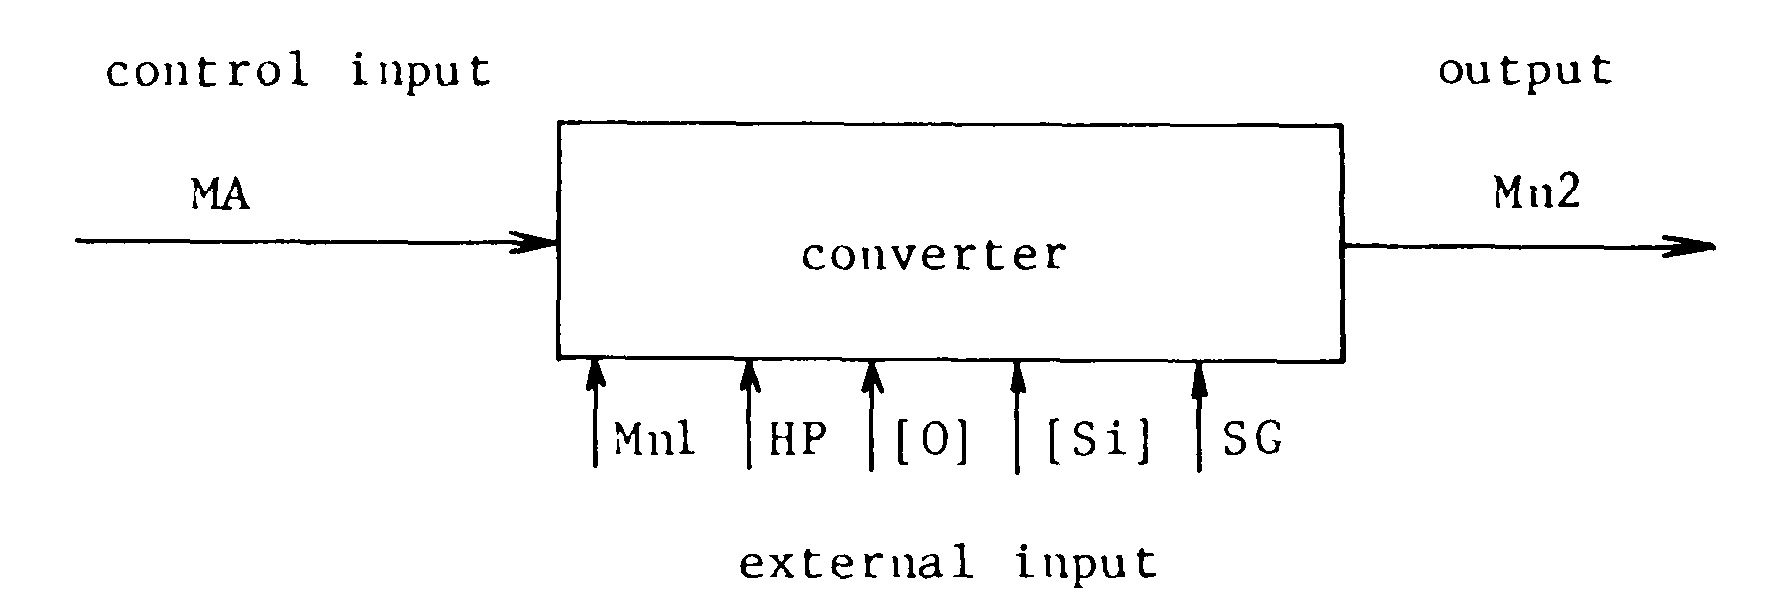 control input
output
MA
Mn2
converter
Mn1 HP [O] [Si] SG
external input